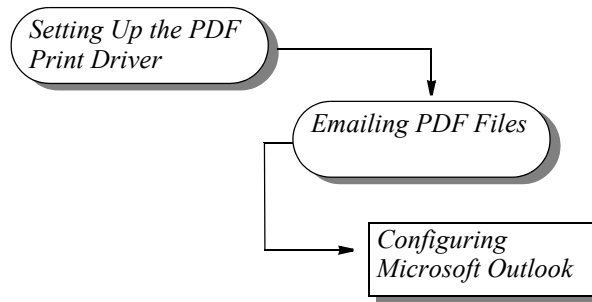 Setting Up the PDF
Print Driver
Emailing PDF Files
Configuring
Microsoft Outlook